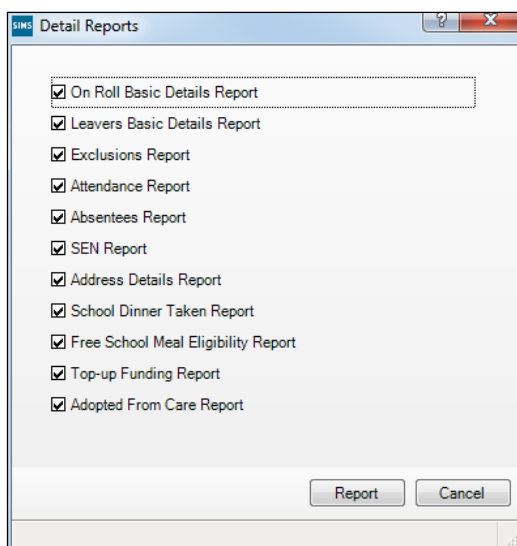 SIMS Detail Reports ? X
On Roll Basic Details Report
Leavers Basic Details Report
Exclusions Report
Attendance Report
Absentees Report
SEN Report
Address Details Report
School Dinner Taken Report
Free School Meal Eligibility Report
Top-up Funding Report
Adopted From Care Report
Report Cancel